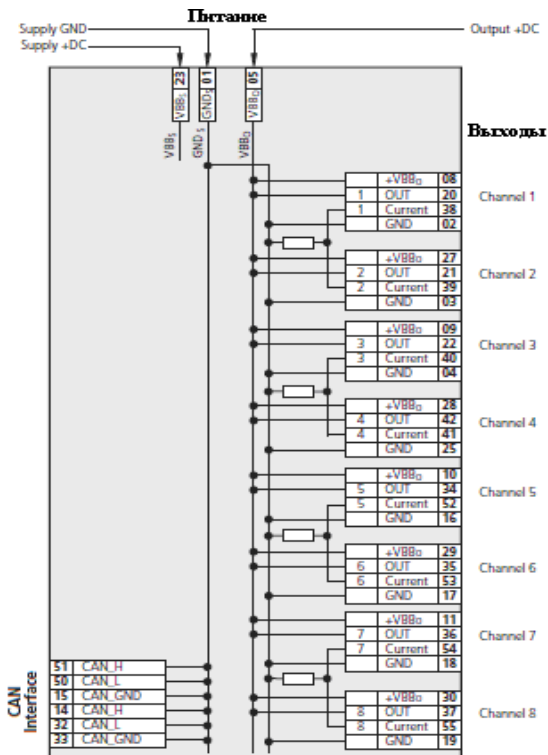 Питание
Supply GND
Output +DC
Supply +DC
23 01 05
VBBs GNDs VBBo
VBBs GND s VBBo
Выходы
+VBBo 08
1 OUT 20
1 Current 38
GND 02
Channel 1
+VBBo 27
2 OUT 21
2 Current 39
GND 03
Channel 2
+VBBo 09
3 OUT 22
3 Current 40
GND 04
Channel 3
+VBBo 28
4 OUT 42
4 Current 41
GND 25
Channel 4
+VBBo 10
5 OUT 34
5 Current 52
GND 16
Channel 5
+VBBo 29
6 OUT 35
6 Current 53
GND 17
Channel 6
+VBBo 11
7 OUT 36
7 Current 54
GND 18
Channel 7
+VBBo 30
8 OUT 37
8 Current 55
GND 19
Channel 8
CAN
Interface
51 CAN_H
50 CAN_L
15 CAN_GND
14 CAN_H
32 CAN_L
33 CAN_GND